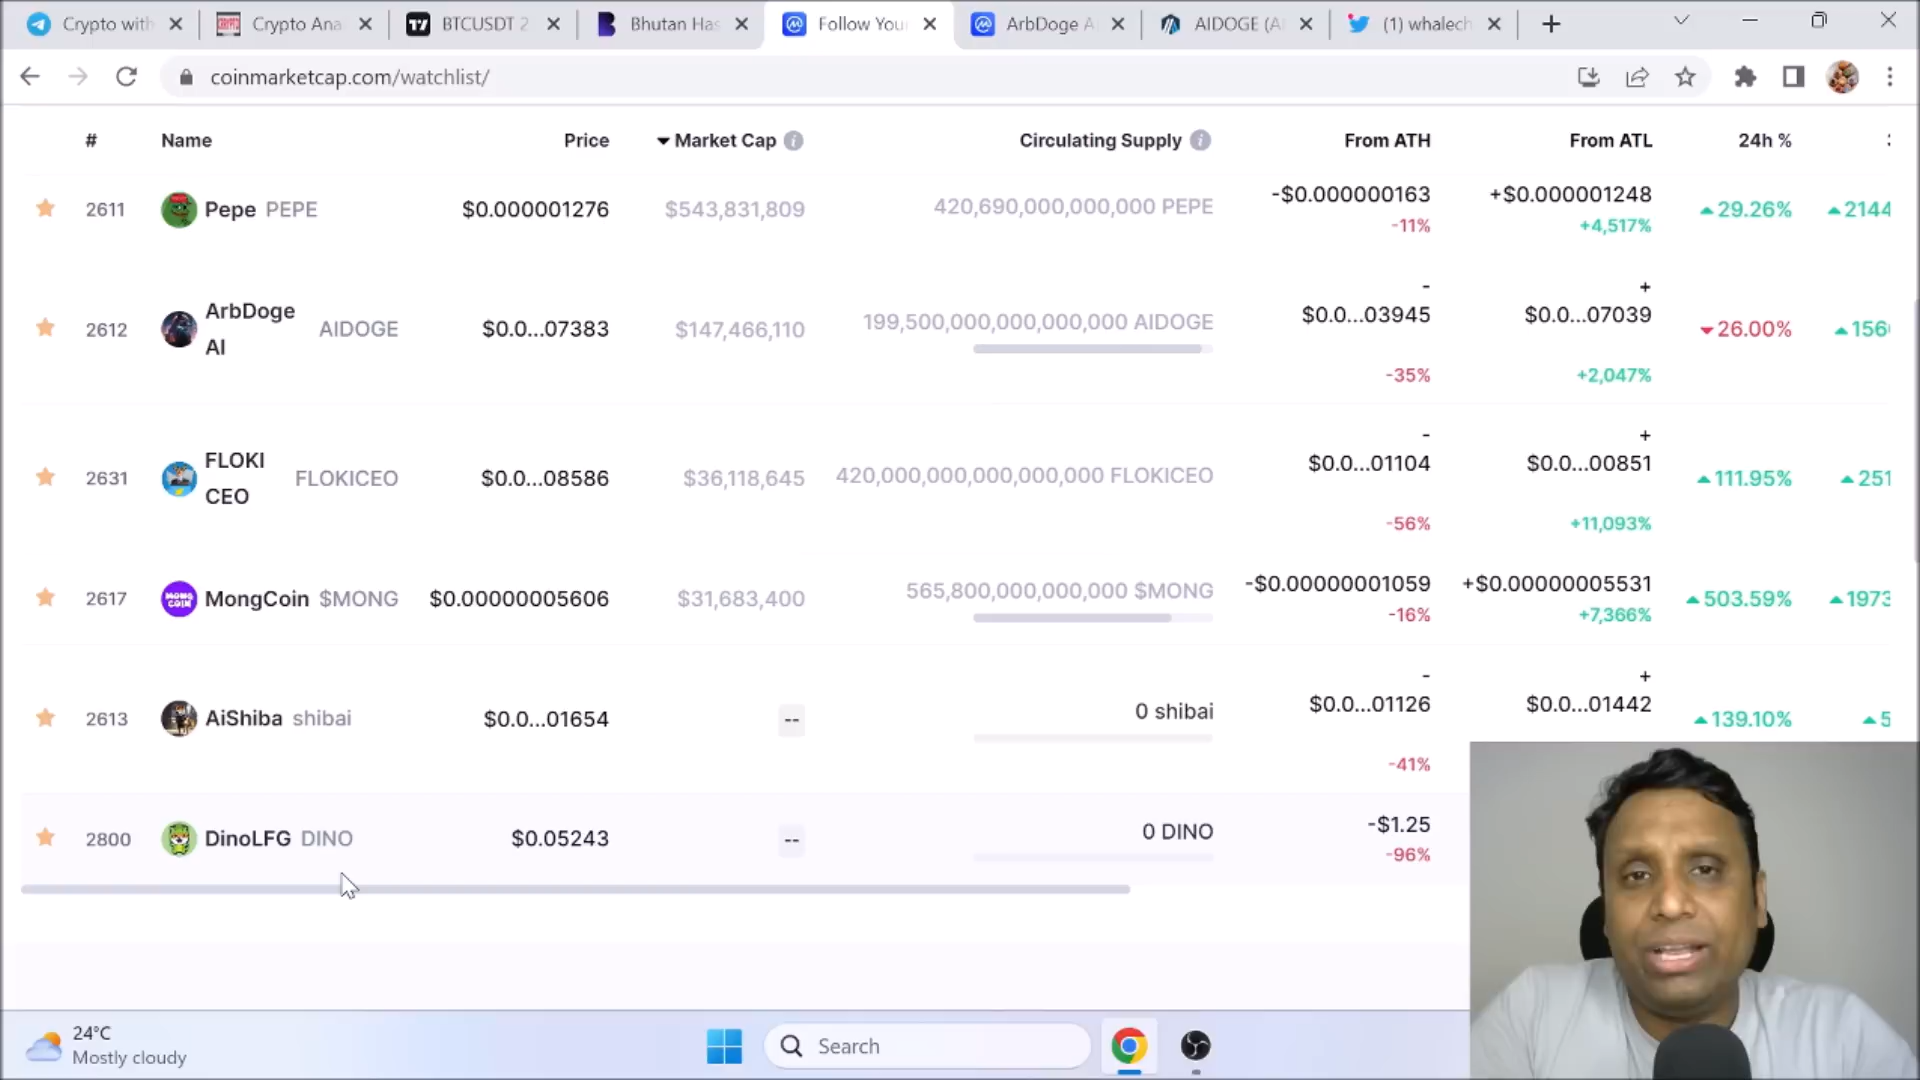 Crypto with
Crypto Ana
BTCUSDT 2
Bhutan Has
Follow Your
ArbDoge A
AIDOGE (A
(1) whalech
coinmarketcap.com/watchlist/
# Name Price Market Cap Circulating Supply From ATH From ATL 24h %
2611 Pepe PEPE $0.000001276 $543,831,809 420,690,000,000,000 PEPE -$0.000000163 +$0.000001248 29.26% 2144
-11% +4,517%
- +
2612 ArbDoge AI AIDOGE $0.0...07383 $147,466,110 199,500,000,000,000,000 AIDOGE $0.0...03945 $0.0...07039 26.00% 156
-35% +2,047%
- +
2631 FLOKI CEO FLOKICEO $0.0...08586 $36,118,645 420,000,000,000,000,000 FLOKICEO $0.0...01104 $0.0...00851 111.95% 251
-56% +11,093%
2617 MongCoin $MONG $0.00000005606 $31,683,400 565,800,000,000,000 $MONG -$0.00000001059 +$0.00000005531 503.59% 1973
-16% +7,366%
- +
2613 AiShiba shibai $0.0...01654 -- 0 shibai $0.0...01126 $0.0...01442 139.10% 5
-41%
2800 DinoLFG DINO $0.05243 -- 0 DINO -$1.25
-96%
24°C
Mostly cloudy
Search